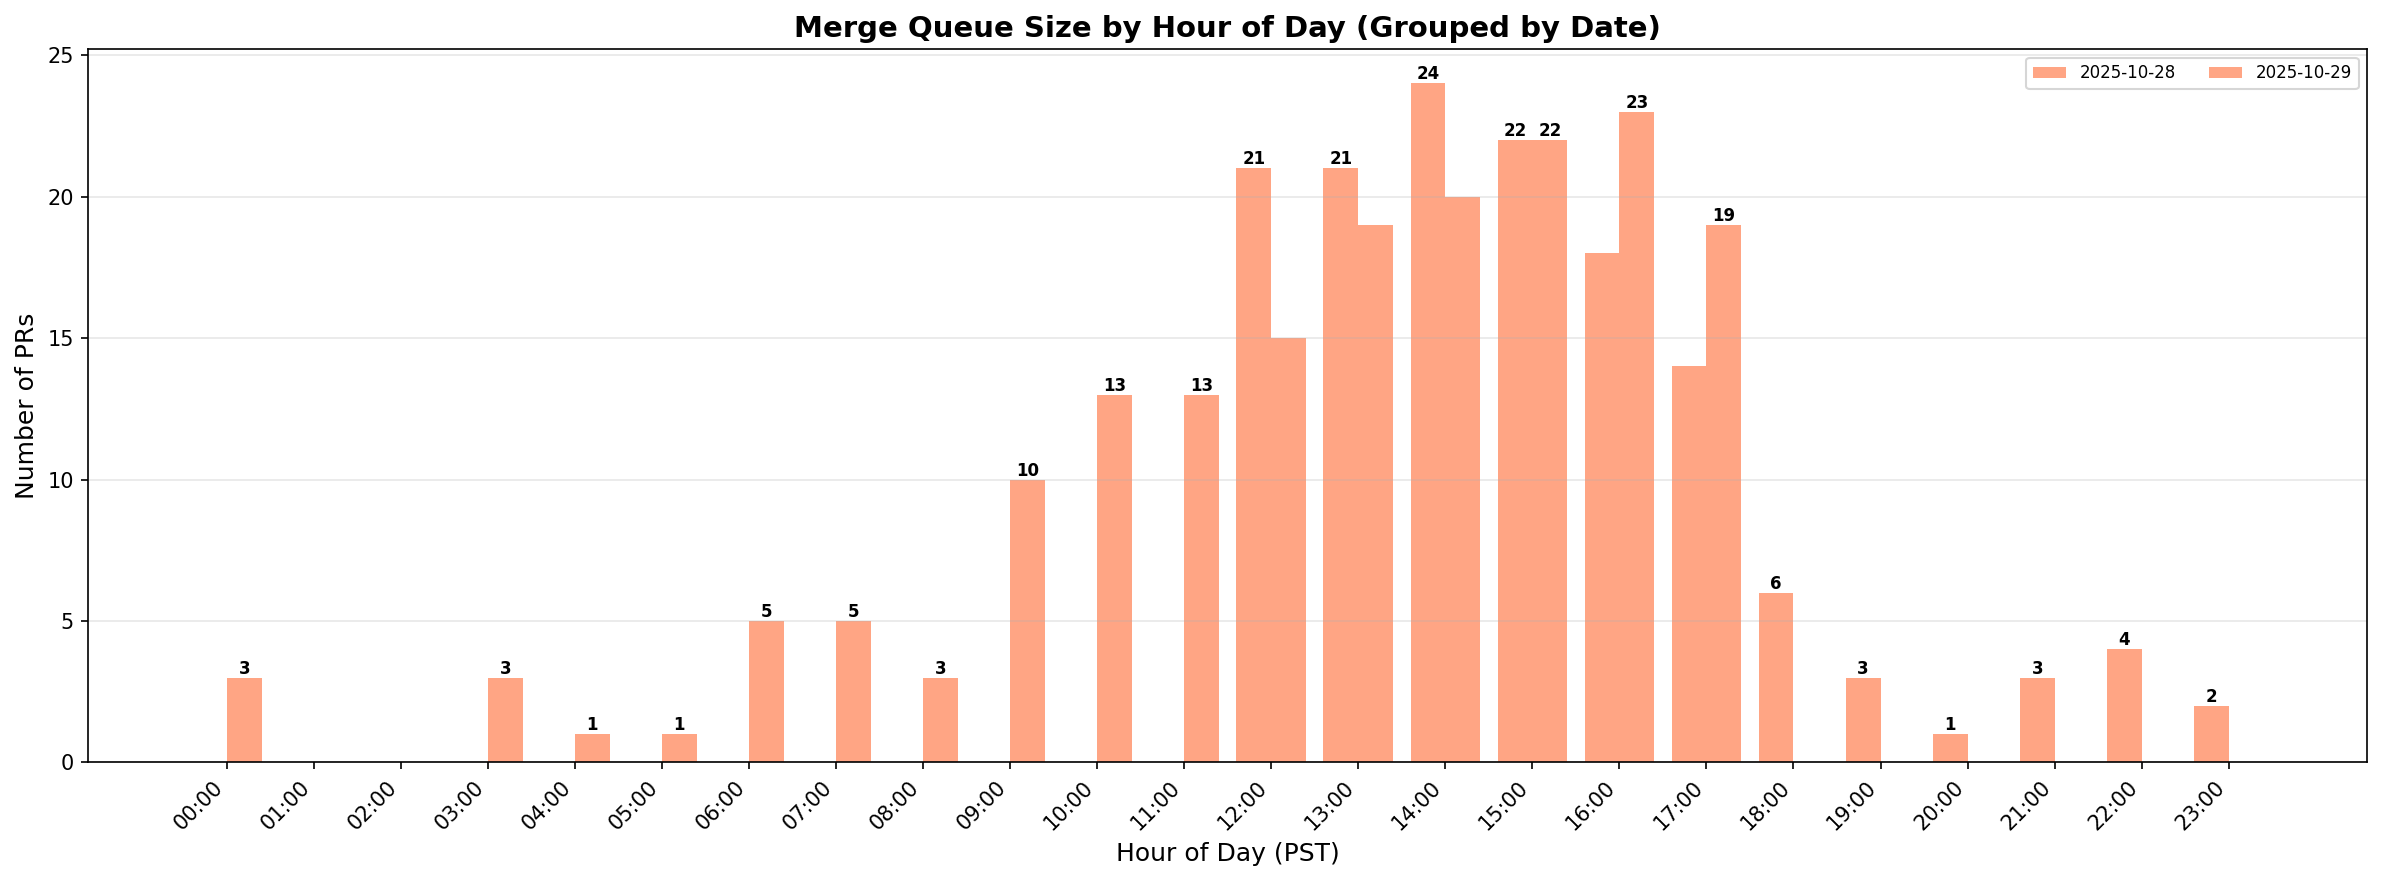 Merge Queue Size by Hour of Day (Grouped by Date)
2025-10-28 2025-10-29
Number of PRs
25
20
15
10
5
0
3 3 1 1 5 5 3 10 13 13 21 21 24 22 22 23 19 6 3 1 3 4 2
00:00 01:00 02:00 03:00 04:00 05:00 06:00 07:00 08:00 09:00 10:00 11:00 12:00 13:00 14:00 15:00 16:00 17:00 18:00 19:00 20:00 21:00 22:00 23:00
Hour of Day (PST)